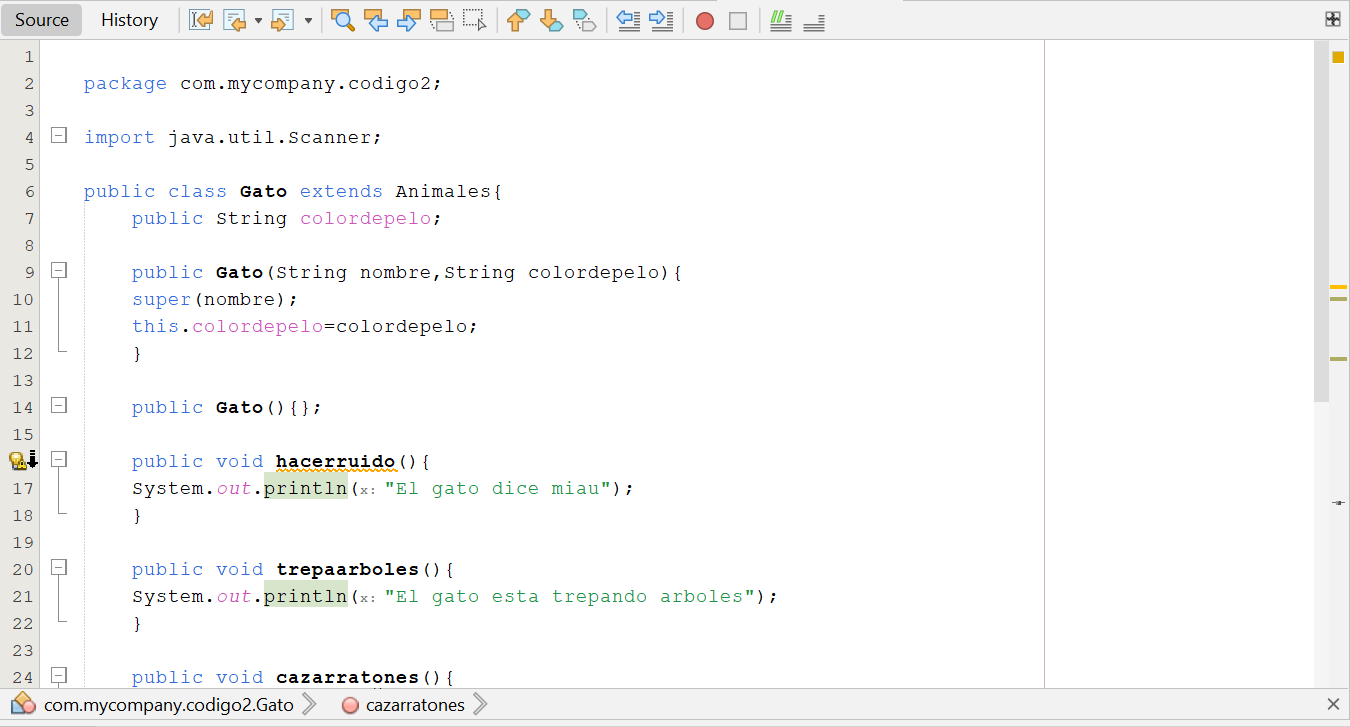 Source History
1
2 package com.mycompany.codigo2;
3
4 import java.util.Scanner;
5
6 public class Gato extends Animales{
7 public String colordepelo;
8
9 public Gato(String nombre,String colordepelo){
10 super(nombre);
11 this.colordepelo=colordepelo;
12 }
13
14 public Gato(){};
15
public void hacerruido(){
17 System.out.println(x: "El gato dice miau");
18 }
19
20 public void trepaarboles(){
21 System.out.println(x: "El gato esta trepando arboles");
22 }
23
24 public void cazarratones(){
com.mycompany.codigo2.Gato cazarratones